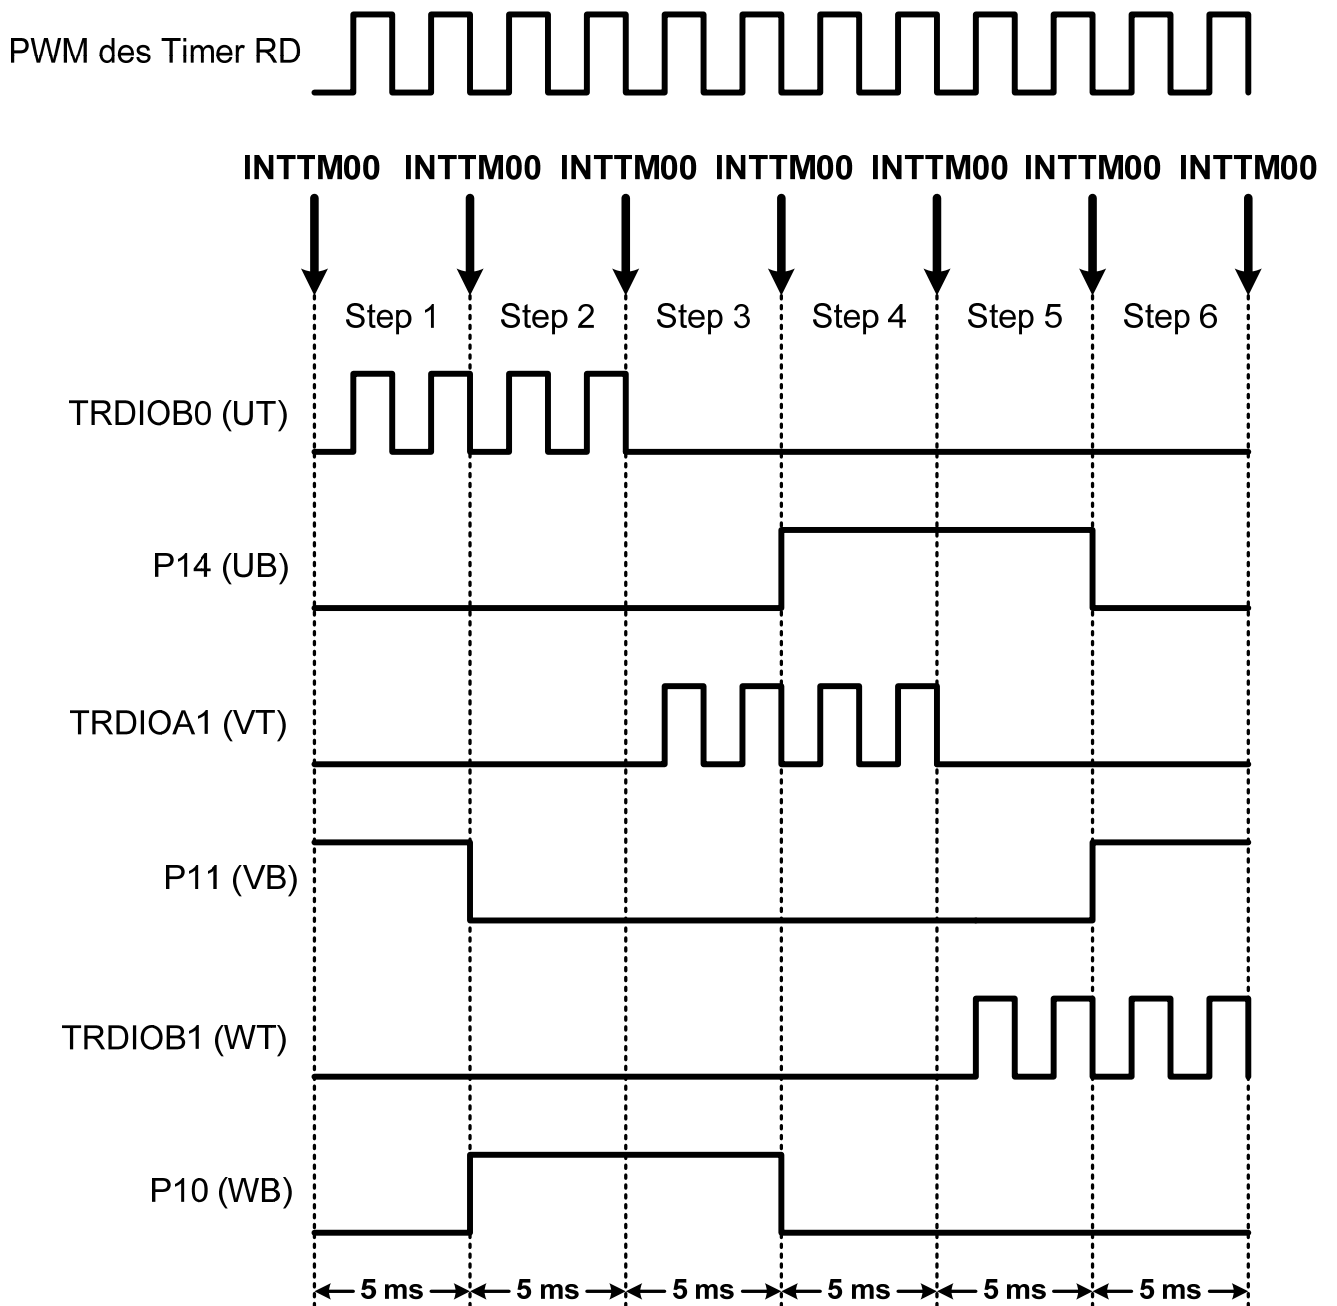 PWM des Timer RD
INTTM00 INTTM00 INTTM00 INTTM00 INTTM00 INTTM00 INTTM00
Step 1 Step 2 Step 3 Step 4 Step 5 Step 6
TRDIOB0 (UT)
P14 (UB)
TRDIOA1 (VT)
P11 (VB)
TRDIOB1 (WT)
P10 (WB)
5 ms 5 ms 5 ms 5 ms 5 ms 5 ms